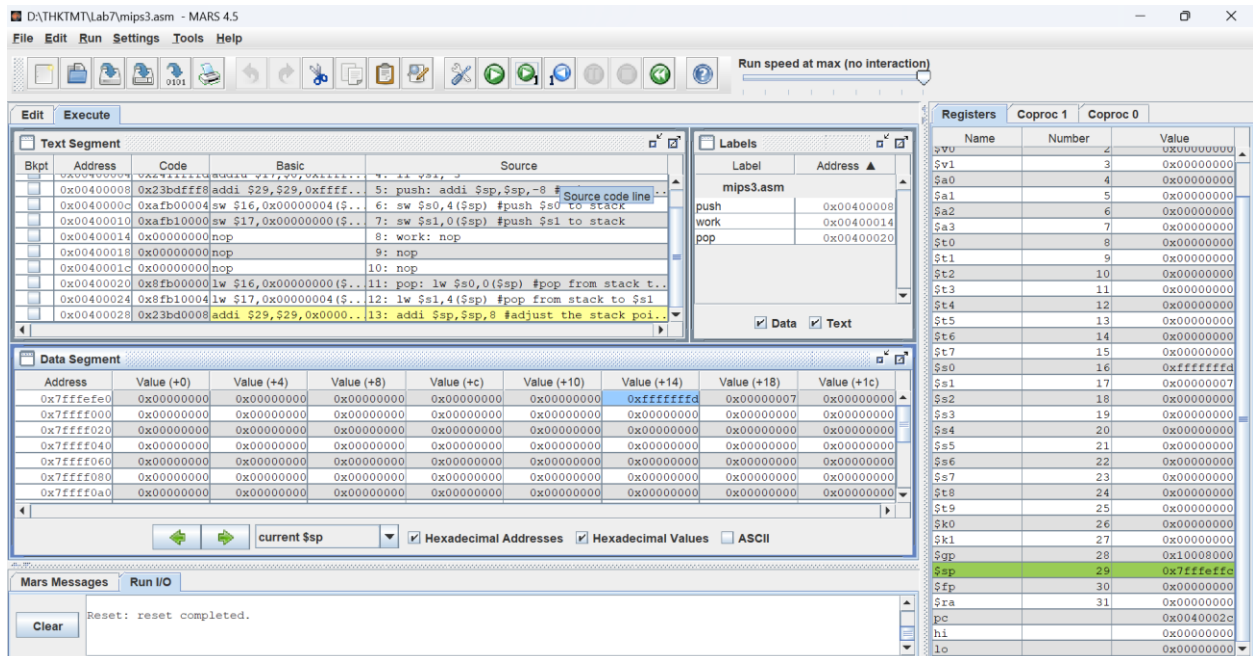 D:\THKTMT\Lab7\mips3.asm - MARS 4.5
File Edit Run Settings Tools Help
Run speed at max (no interaction)
Edit Execute
Text Segment
Bkpt Address Code Basic Source
0x00400008 0x23bdfff8 addi $29,$29,0xffff... 5: push: addi $sp,$sp,-8 #
Source code line
0x0040000c 0xafb00004 sw $16,0x00000004($... 6: sw $s0,4($sp) #push $s0 to stack
0x00400010 0xafb10000 sw $17,0x00000000($... 7: sw $s1,0($sp) #push $s1 to stack
0x00400014 0x00000000 nop 8: work: nop
0x00400018 0x00000000 nop 9: nop
0x0040001c 0x00000000 nop 10: nop
0x00400020 0x8fb00000 lw $16,0x00000000($... 11: pop: lw $s0,0($sp) #pop from stack t...
0x00400024 0x8fb10004 lw $17,0x00000004($... 12: lw $s1,4($sp) #pop from stack to $s1
0x00400028 0x23bd0008 addi $29,$29,0x0000... 13: addi $sp,$sp,8 #adjust the stack poi...
Labels
Label Address ▲
mips3.asm
push 0x00400008
work 0x00400014
pop 0x00400020
Data Text
Data Segment
Address Value (+0) Value (+4) Value (+8) Value (+c) Value (+10) Value (+14) Value (+18) Value (+1c)
0x7fffefe0 0x00000000 0x00000000 0x00000000 0x00000000 0x00000000 0xfffffffd 0x00000007 0x00000000
0x7ffff000 0x00000000 0x00000000 0x00000000 0x00000000 0x00000000 0x00000000 0x00000000 0x00000000
0x7ffff020 0x00000000 0x00000000 0x00000000 0x00000000 0x00000000 0x00000000 0x00000000 0x00000000
0x7ffff040 0x00000000 0x00000000 0x00000000 0x00000000 0x00000000 0x00000000 0x00000000 0x00000000
0x7ffff060 0x00000000 0x00000000 0x00000000 0x00000000 0x00000000 0x00000000 0x00000000 0x00000000
0x7ffff080 0x00000000 0x00000000 0x00000000 0x00000000 0x00000000 0x00000000 0x00000000 0x00000000
0x7ffff0a0 0x00000000 0x00000000 0x00000000 0x00000000 0x00000000 0x00000000 0x00000000 0x00000000
current $sp Hexadecimal Addresses Hexadecimal Values ASCII
Mars Messages Run I/O
Clear
Reset: reset completed.
Registers Coproc 1 Coproc 0
Name Number Value
$v0 2 0x00000000
$v1 3 0x00000000
$a0 4 0x00000000
$a1 5 0x00000000
$a2 6 0x00000000
$a3 7 0x00000000
$t0 8 0x00000000
$t1 9 0x00000000
$t2 10 0x00000000
$t3 11 0x00000000
$t4 12 0x00000000
$t5 13 0x00000000
$t6 14 0x00000000
$t7 15 0x00000000
$s0 16 0xfffffffd
$s1 17 0x00000007
$s2 18 0x00000000
$s3 19 0x00000000
$s4 20 0x00000000
$s5 21 0x00000000
$s6 22 0x00000000
$s7 23 0x00000000
$t8 24 0x00000000
$t9 25 0x00000000
$k0 26 0x00000000
$k1 27 0x00000000
$gp 28 0x10008000
$sp 29 0x7fffeffc
$fp 30 0x00000000
$ra 31 0x00000000
pc 0x0040002c
hi 0x00000000
lo 0x00000000